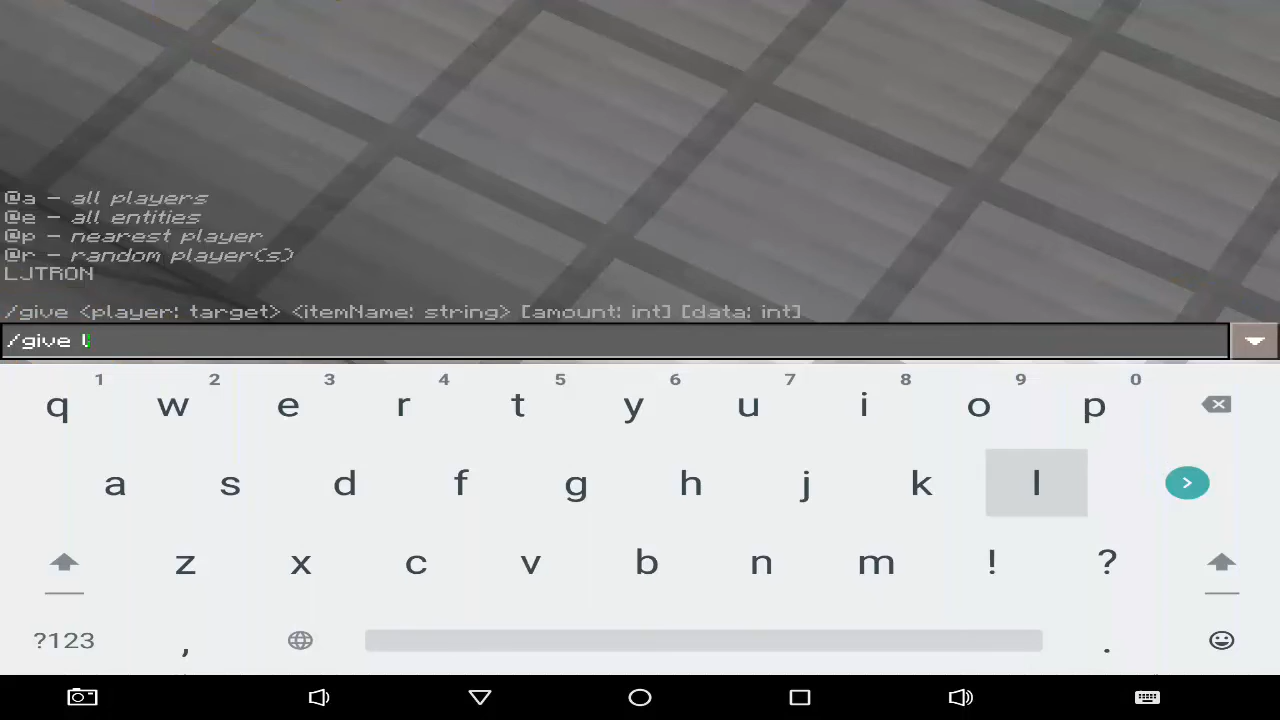 @a - all players
@e - all entities
@p - nearest player
@r - random player(s)
LJTRON
/give <player: target> <itemName: string> [amount: int] [data: int]
/give l
1 2 3 4 5 6 7 8 9 0
q w e r t y u i o p
a s d f g h j k l
z x c v b n m ! ?
?123 , .